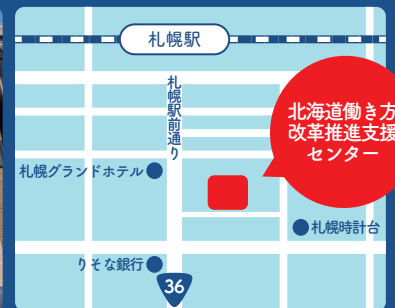 札幌駅
札幌駅前通り
北海道働き方
改革推進支援
センター
札幌グランドホテル
札幌時計台
りそな銀行
36